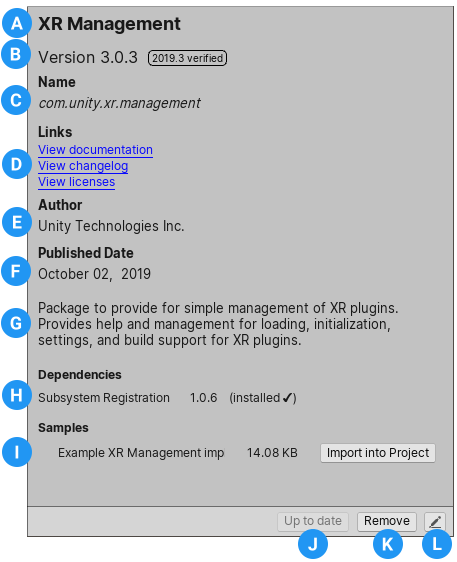 A XR Management
B Version 3.0.3 2019.3 verified
Name
C com.unity.xr.management
Links
View documentation
D View changelog
View licenses
Author
E Unity Technologies Inc.
Published Date
F October 02, 2019
Package to provide for simple management of XR plugins.
G Provides help and management for loading, initialization,
settings, and build support for XR plugins.
Dependencies
H Subsystem Registration 1.0.6 (installed ✔)
Samples
I Example XR Management imp 14.08 KB Import into Project
Up to date Remove
J K L